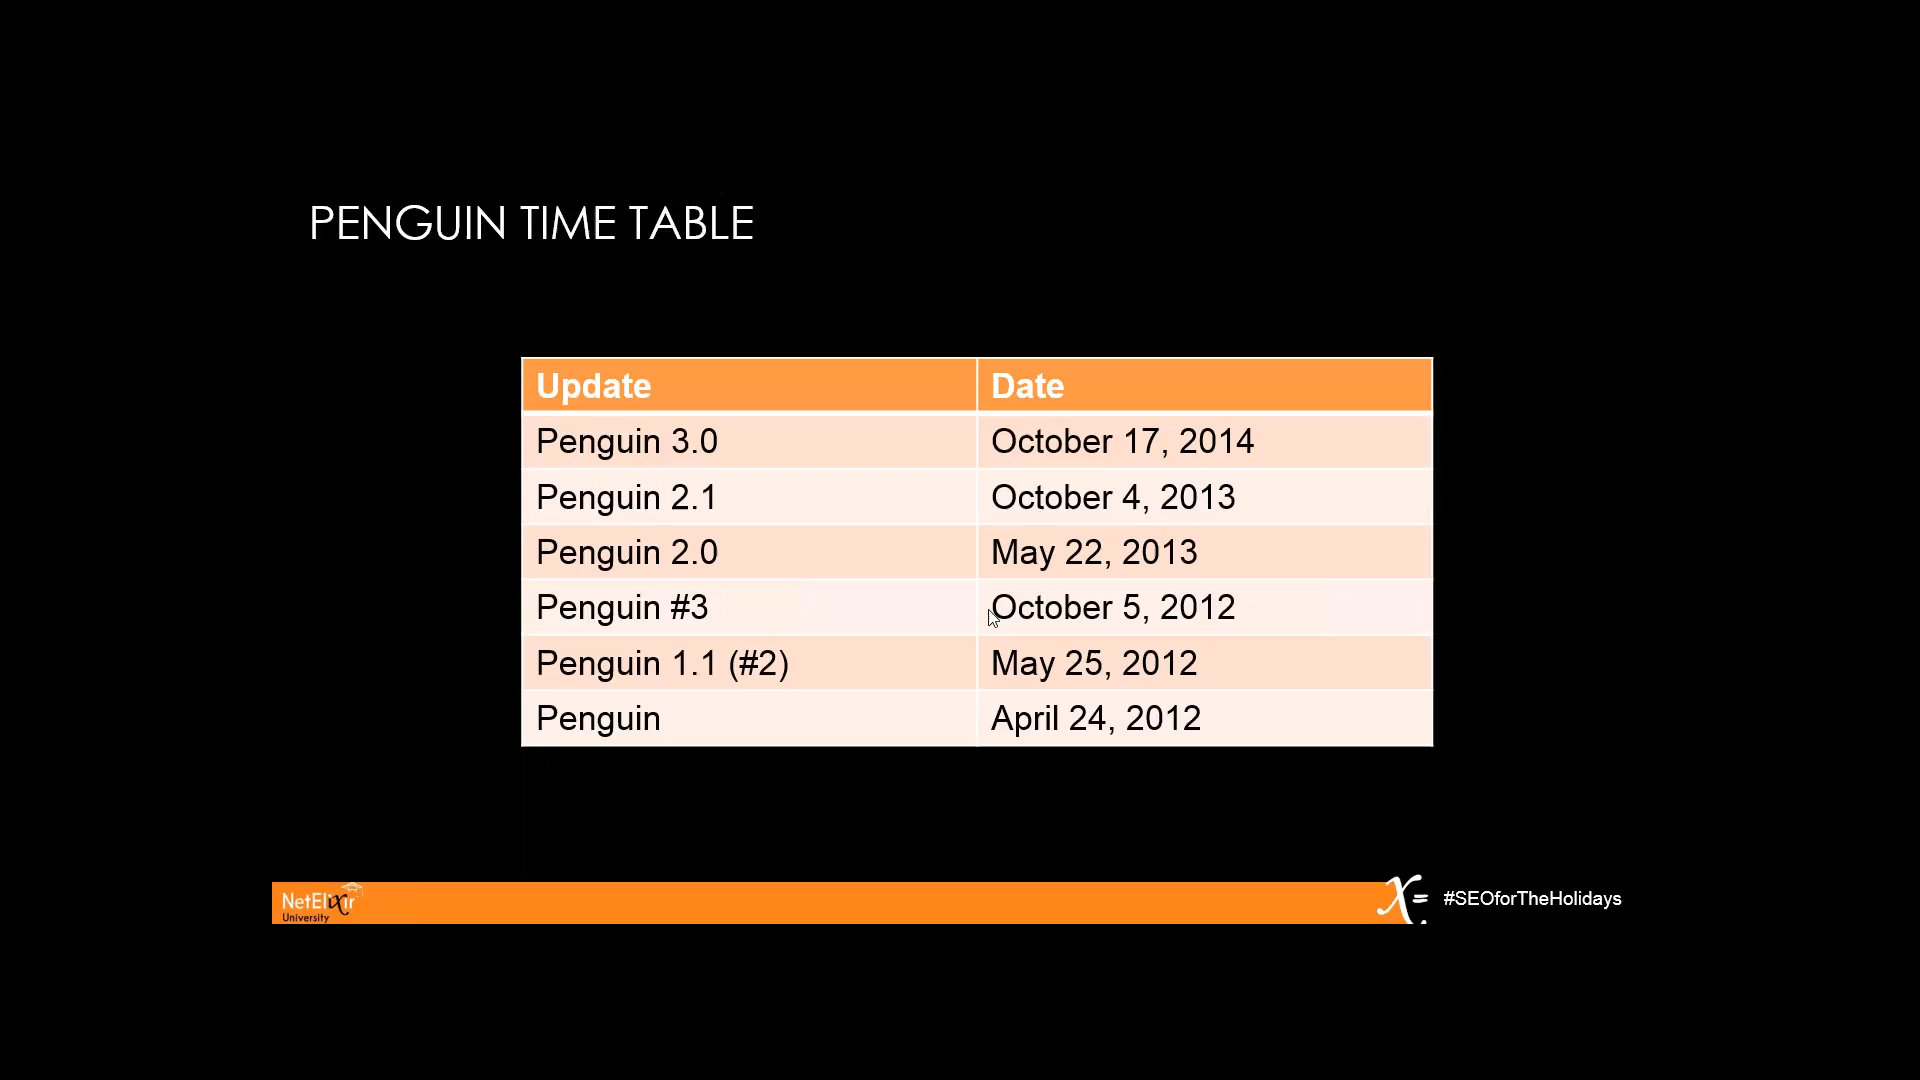 PENGUIN TIME TABLE
Update Date
Penguin 3.0 October 17, 2014
Penguin 2.1 October 4, 2013
Penguin 2.0 May 22, 2013
Penguin #3 October 5, 2012
Penguin 1.1 (#2) May 25, 2012
Penguin April 24, 2012
NetElixir
University
X= #SEOforTheHolidays